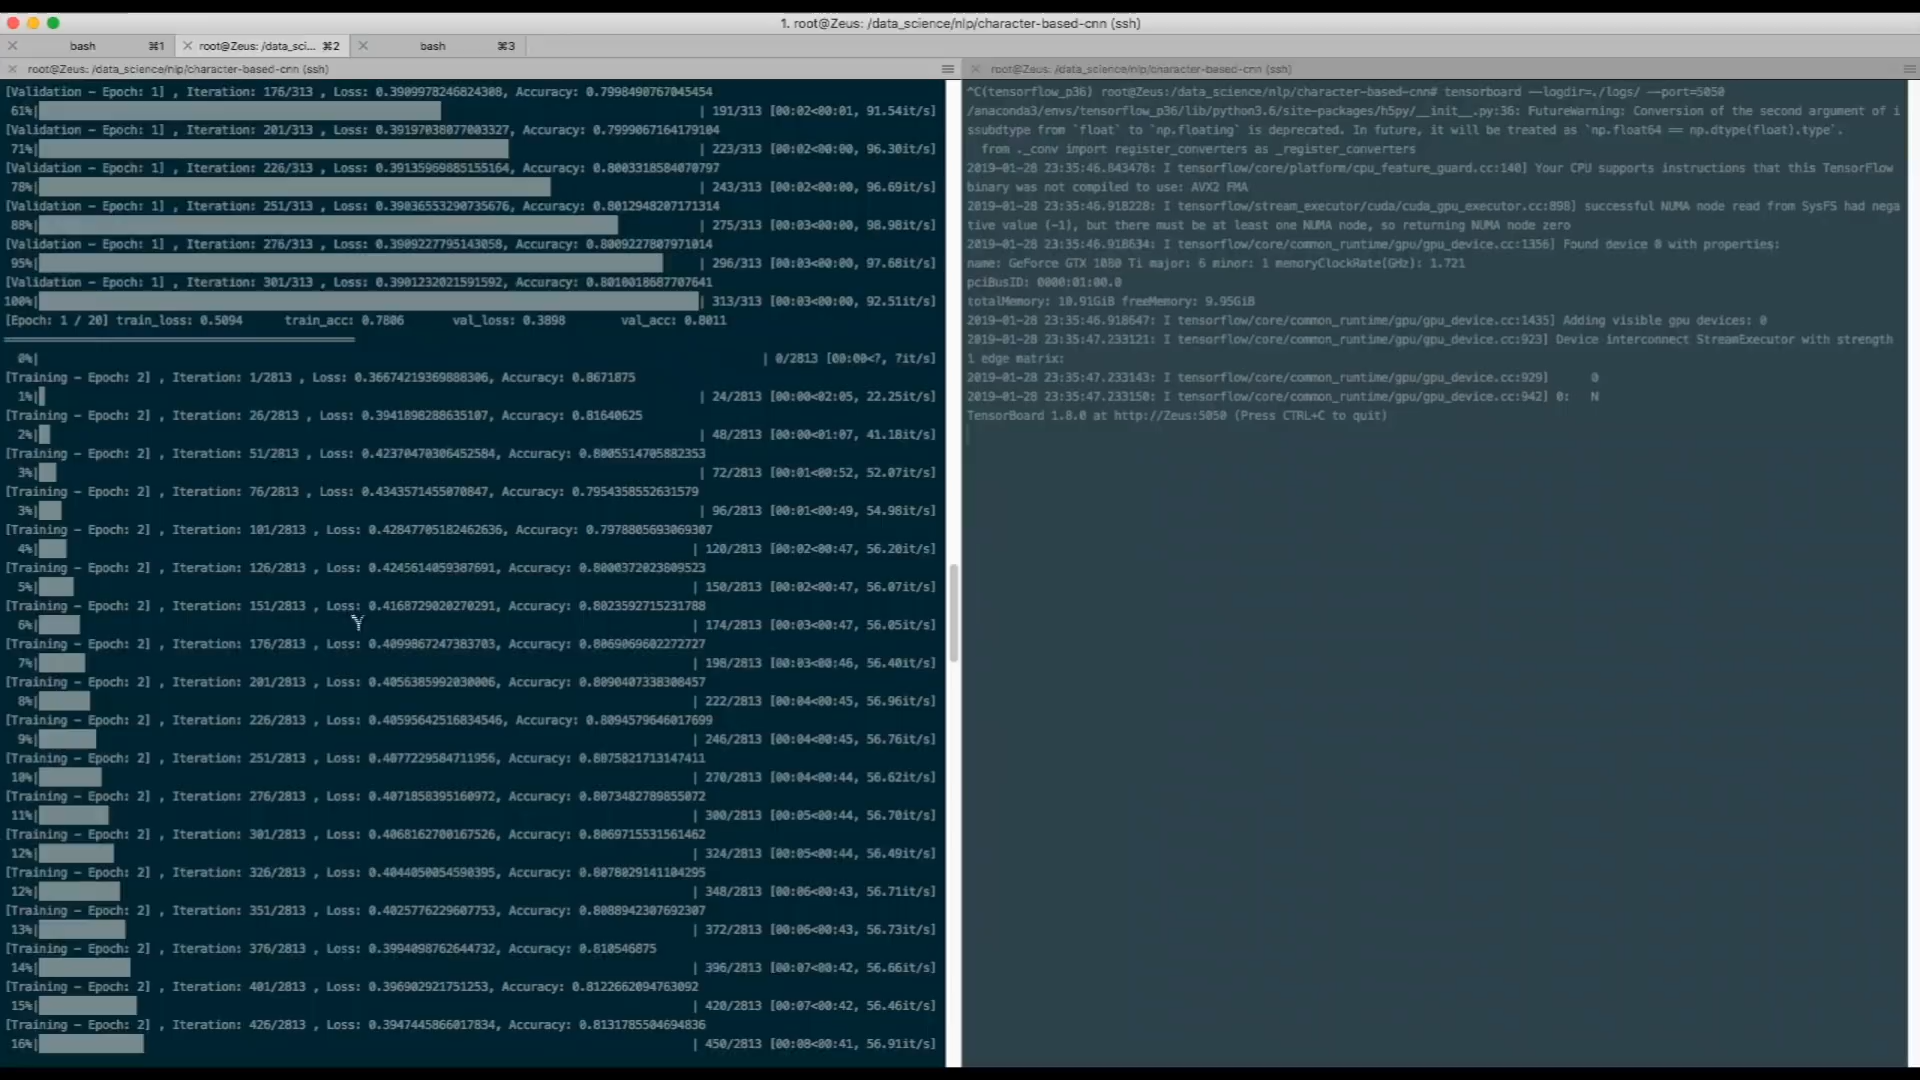 1. root@Zeus: /data_science/nlp/character-based-cnn (ssh)
bash ⌘1 root@Zeus: /data_sci... ⌘2 bash ⌘3
root@Zeus: /data_science/nlp/character-based-cnn (ssh)
[Validation - Epoch: 1] , Iteration: 176/313 , Loss: 0.3909978246824308, Accuracy: 0.7998490767045454
61%| | 191/313 [00:02<00:01, 91.54it/s]
[Validation - Epoch: 1] , Iteration: 201/313 , Loss: 0.39197038077003327, Accuracy: 0.7999067164179104
71%| | 223/313 [00:02<00:00, 96.30it/s]
[Validation - Epoch: 1] , Iteration: 226/313 , Loss: 0.39135969885155164, Accuracy: 0.8003318584070797
78%| | 243/313 [00:02<00:00, 96.69it/s]
[Validation - Epoch: 1] , Iteration: 251/313 , Loss: 0.39036553290735676, Accuracy: 0.8012948207171314
88%| | 275/313 [00:03<00:00, 98.98it/s]
[Validation - Epoch: 1] , Iteration: 276/313 , Loss: 0.3909227795143058, Accuracy: 0.8009227807971014
95%| | 296/313 [00:03<00:00, 97.68it/s]
[Validation - Epoch: 1] , Iteration: 301/313 , Loss: 0.3901232021591592, Accuracy: 0.8010018687707641
100%| | 313/313 [00:03<00:00, 92.51it/s]
[Epoch: 1 / 20] train_loss: 0.5094 train_acc: 0.7806 val_loss: 0.3898 val_acc: 0.8011
0%| | 0/2813 [00:00<?, ?it/s]
[Training - Epoch: 2] , Iteration: 1/2813 , Loss: 0.36674219369888306, Accuracy: 0.8671875
1%| | 24/2813 [00:00<02:05, 22.25it/s]
[Training - Epoch: 2] , Iteration: 26/2813 , Loss: 0.3941898288635107, Accuracy: 0.81640625
2%| | 48/2813 [00:00<01:07, 41.18it/s]
[Training - Epoch: 2] , Iteration: 51/2813 , Loss: 0.42370470306452584, Accuracy: 0.8005514705882353
3%| | 72/2813 [00:01<00:52, 52.07it/s]
[Training - Epoch: 2] , Iteration: 76/2813 , Loss: 0.4343571455070847, Accuracy: 0.7954358552631579
3%| | 96/2813 [00:01<00:49, 54.98it/s]
[Training - Epoch: 2] , Iteration: 101/2813 , Loss: 0.42847705182462636, Accuracy: 0.7978805693069307
4%| | 120/2813 [00:02<00:47, 56.20it/s]
[Training - Epoch: 2] , Iteration: 126/2813 , Loss: 0.4245614059387691, Accuracy: 0.8000372023809523
5%| | 150/2813 [00:02<00:47, 56.07it/s]
[Training - Epoch: 2] , Iteration: 151/2813 , Loss: 0.4168729020270291, Accuracy: 0.8023592715231788
6%| | 174/2813 [00:03<00:47, 56.05it/s]
[Training - Epoch: 2] , Iteration: 176/2813 , Loss: 0.4099867247383703, Accuracy: 0.8069069602272727
7%| | 198/2813 [00:03<00:46, 56.40it/s]
[Training - Epoch: 2] , Iteration: 201/2813 , Loss: 0.4056385992030006, Accuracy: 0.8090407338308457
8%| | 222/2813 [00:04<00:45, 56.96it/s]
[Training - Epoch: 2] , Iteration: 226/2813 , Loss: 0.40595642516834546, Accuracy: 0.8094579646017699
9%| | 246/2813 [00:04<00:45, 56.76it/s]
[Training - Epoch: 2] , Iteration: 251/2813 , Loss: 0.4077229584711956, Accuracy: 0.8075821713147411
10%| | 270/2813 [00:04<00:44, 56.62it/s]
[Training - Epoch: 2] , Iteration: 276/2813 , Loss: 0.4071858395160972, Accuracy: 0.8073482789855072
11%| | 300/2813 [00:05<00:44, 56.70it/s]
[Training - Epoch: 2] , Iteration: 301/2813 , Loss: 0.4068162700167526, Accuracy: 0.8069715531561462
12%| | 324/2813 [00:05<00:44, 56.49it/s]
[Training - Epoch: 2] , Iteration: 326/2813 , Loss: 0.4044050054590395, Accuracy: 0.8078029141104295
12%| | 348/2813 [00:06<00:43, 56.71it/s]
[Training - Epoch: 2] , Iteration: 351/2813 , Loss: 0.4025776229607753, Accuracy: 0.8088942307692307
13%| | 372/2813 [00:06<00:43, 56.73it/s]
[Training - Epoch: 2] , Iteration: 376/2813 , Loss: 0.3994098762644732, Accuracy: 0.810546875
14%| | 396/2813 [00:07<00:42, 56.66it/s]
[Training - Epoch: 2] , Iteration: 401/2813 , Loss: 0.396902921751253, Accuracy: 0.8122662094763092
15%| | 420/2813 [00:07<00:42, 56.46it/s]
[Training - Epoch: 2] , Iteration: 426/2813 , Loss: 0.3947445866017834, Accuracy: 0.8131785504694836
16%| | 450/2813 [00:08<00:41, 56.91it/s]
root@Zeus: /data_science/nlp/character-based-cnn (ssh)
^C(tensorflow_p36) root@Zeus:/data_science/nlp/character-based-cnn# tensorboard --logdir=./logs/ --port=5050
/anaconda3/envs/tensorflow_p36/lib/python3.6/site-packages/h5py/__init__.py:36: FutureWarning: Conversion of the second argument of i
ssubdtype from `float` to `np.floating` is deprecated. In future, it will be treated as `np.float64 == np.dtype(float).type`.
from ._conv import register_converters as _register_converters
2019-01-28 23:35:46.843478: I tensorflow/core/platform/cpu_feature_guard.cc:140] Your CPU supports instructions that this TensorFlow
binary was not compiled to use: AVX2 FMA
2019-01-28 23:35:46.918228: I tensorflow/stream_executor/cuda/cuda_gpu_executor.cc:898] successful NUMA node read from SysFS had nega
tive value (-1), but there must be at least one NUMA node, so returning NUMA node zero
2019-01-28 23:35:46.918634: I tensorflow/core/common_runtime/gpu/gpu_device.cc:1356] Found device 0 with properties:
name: GeForce GTX 1080 Ti major: 6 minor: 1 memoryClockRate(GHz): 1.721
pciBusID: 0000:01:00.0
totalMemory: 10.91GiB freeMemory: 9.95GiB
2019-01-28 23:35:46.918647: I tensorflow/core/common_runtime/gpu/gpu_device.cc:1435] Adding visible gpu devices: 0
2019-01-28 23:35:47.233121: I tensorflow/core/common_runtime/gpu/gpu_device.cc:923] Device interconnect StreamExecutor with strength
1 edge matrix:
2019-01-28 23:35:47.233143: I tensorflow/core/common_runtime/gpu/gpu_device.cc:929] 0
2019-01-28 23:35:47.233150: I tensorflow/core/common_runtime/gpu/gpu_device.cc:942] 0: N
TensorBoard 1.8.0 at http://Zeus:5050 (Press CTRL+C to quit)